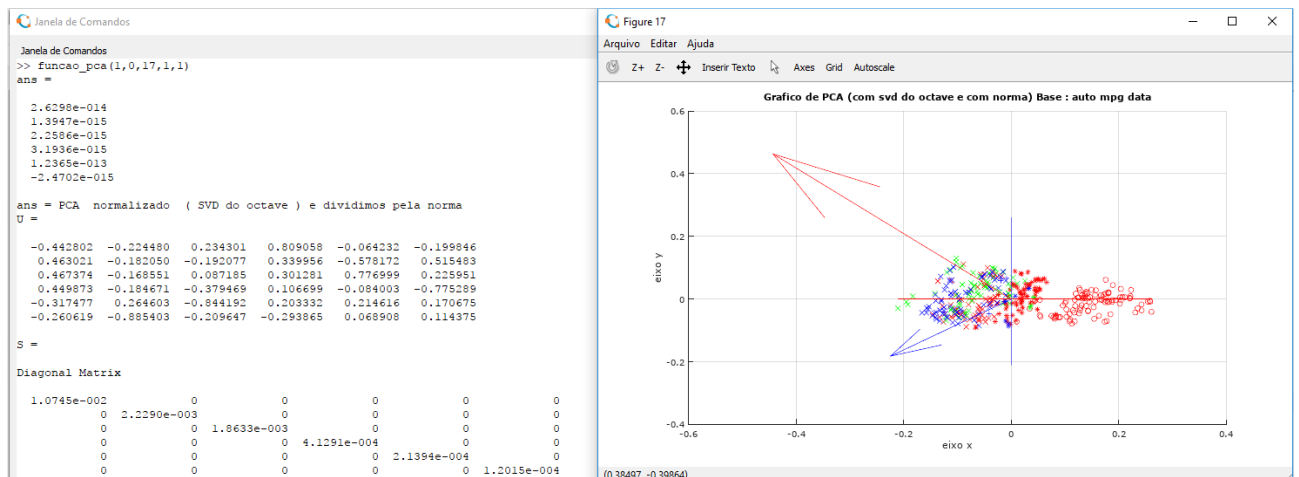 Janela de Comandos
Janela de Comandos
>> funcao_pca(1,0,17,1,1)
ans =
2.6298e-014
1.3947e-015
2.2586e-015
3.1936e-015
1.2365e-013
-2.4702e-015
ans = PCA normalizado ( SVD do octave ) e dividimos pela norma
U =
-0.442802 -0.224480 0.234301 0.809058 -0.064232 -0.199846
0.463021 -0.182050 -0.192077 0.339956 -0.578172 0.515483
0.467374 -0.168551 0.087185 0.301281 0.776999 0.225951
0.449873 -0.184671 -0.379469 0.106699 -0.084003 -0.775289
-0.317477 0.264603 -0.844192 0.203332 0.214616 0.170675
-0.260619 -0.885403 -0.209647 -0.293865 0.068908 0.114375
S =
Diagonal Matrix
1.0745e-002 0 0 0 0 0
0 2.2290e-003 0 0 0 0
0 0 1.8633e-003 0 0 0
0 0 0 4.1291e-004 0 0
0 0 0 0 2.1394e-004 0
0 0 0 0 0 1.2015e-004
Figure 17
Arquivo Editar Ajuda
Z+ Z- Inserir Texto Axes Grid Autoscale
Grafico de PCA (com svd do octave e com norma) Base : auto mpg data
0.6
0.4
0.2
0
-0.2
-0.4
eixo y
-0.6 -0.4 -0.2 0 0.2 0.4
eixo x
(0.38497, -0.39864)